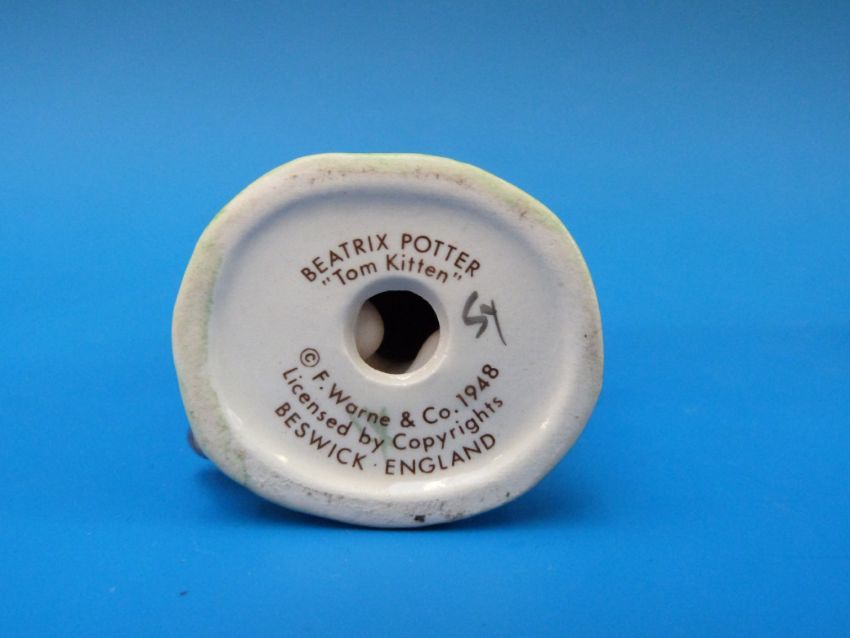 BEATRIX POTTER
"Tom Kitten"
© F. Warne & Co. 1948
Licensed by Copyrights
BESWICK · ENGLAND